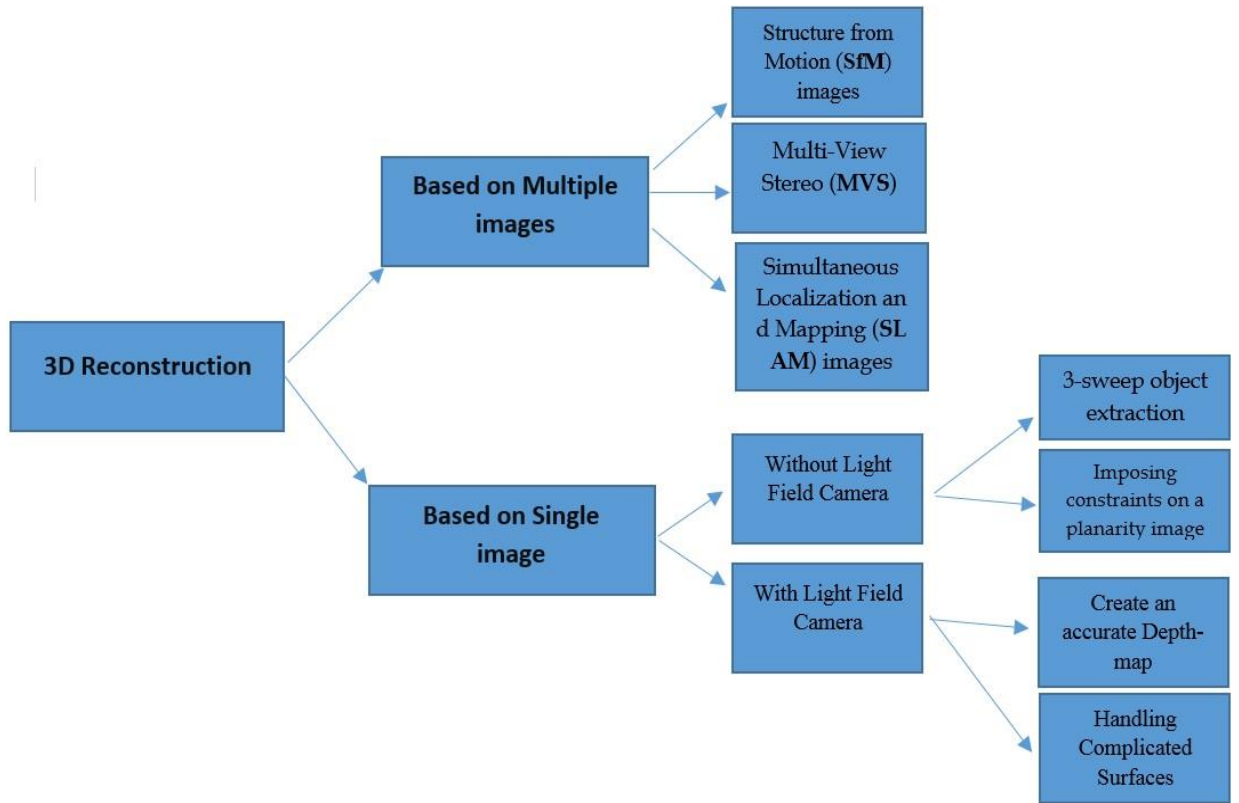 Structure from
Motion (SfM)
images
Multi-View
Stereo (MVS)
Simultaneous
Localization an
d Mapping (SL
AM) images
Based on Multiple
images
3D Reconstruction
Based on Single
image
Without Light
Field Camera
With Light Field
Camera
3-sweep object
extraction
Imposing
constraints on a
planarity image
Create an
accurate Depth-
map
Handling
Complicated
Surfaces